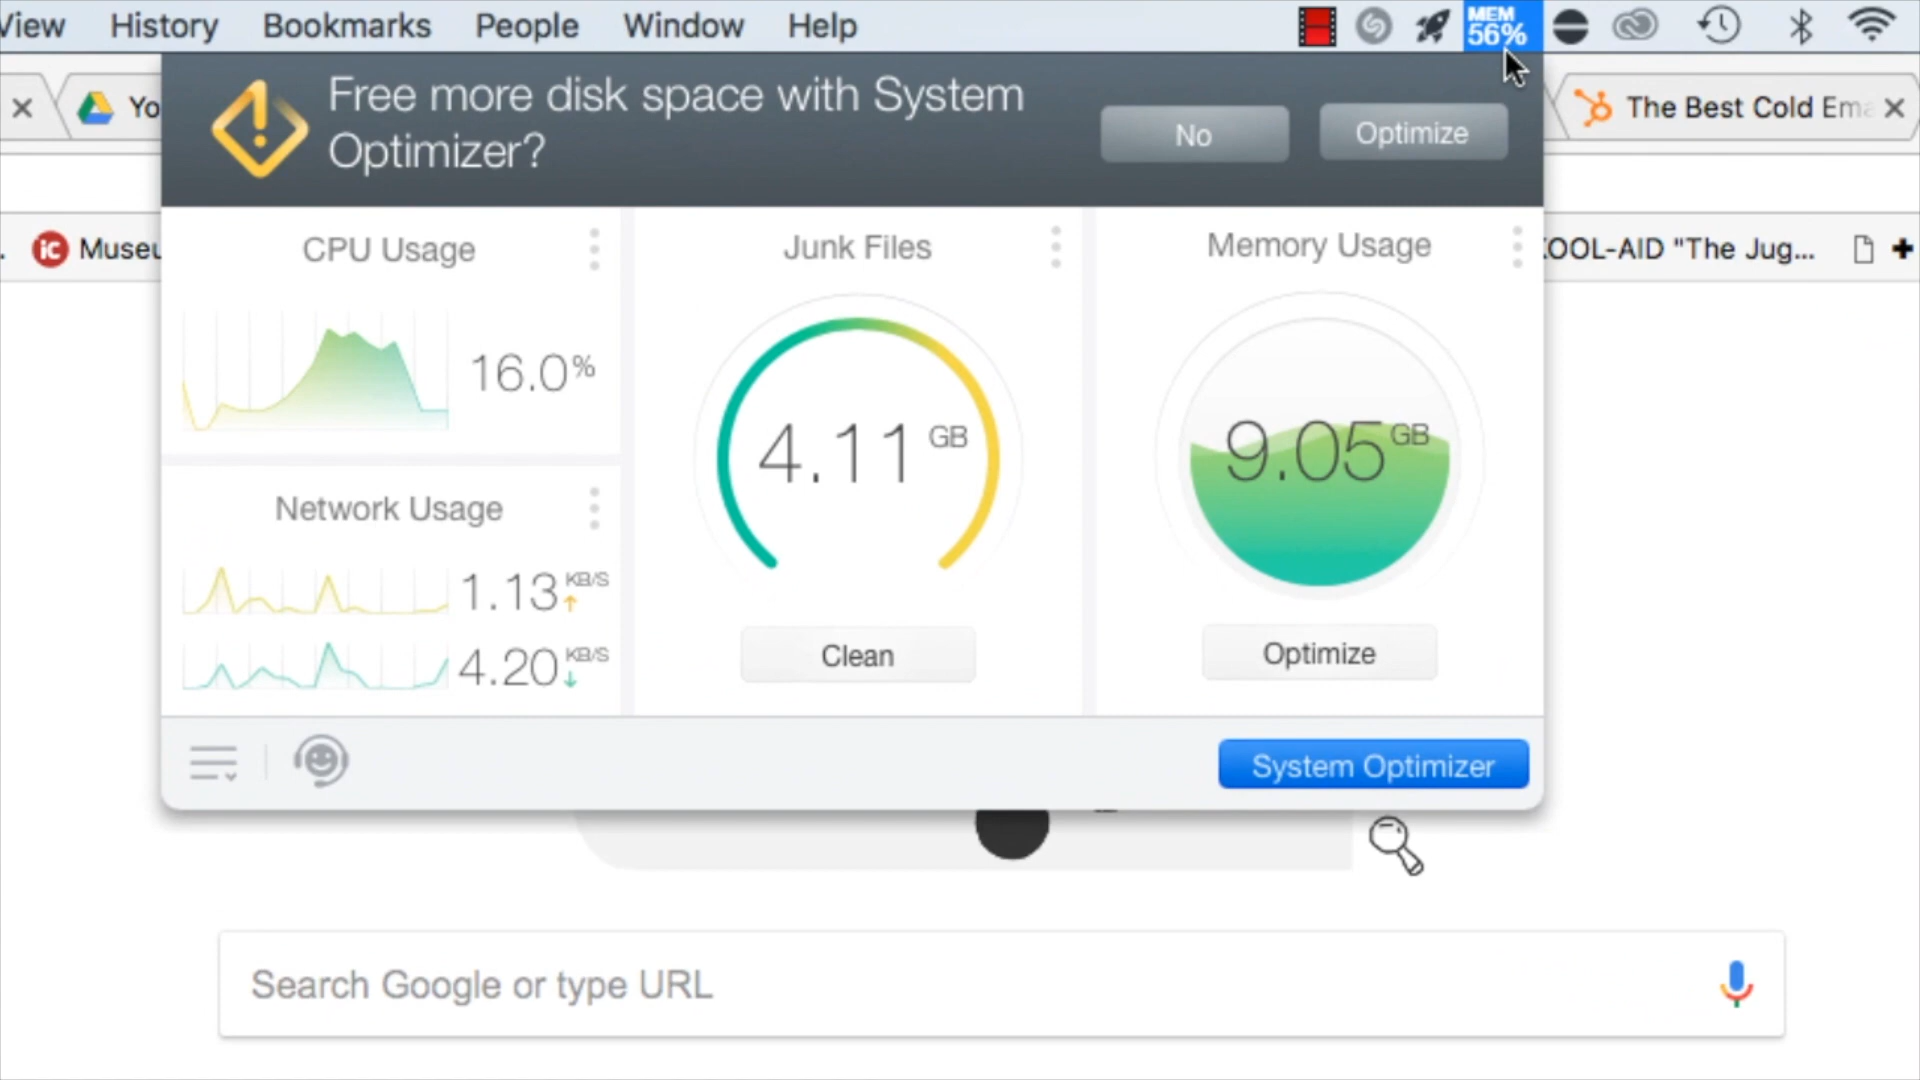 View History Bookmarks People Window Help MEM
56%
Yo
Free more disk space with System
Optimizer?
No
Optimize
The Best Cold Ema
ic Museu
OOL-AID "The Jug...
CPU Usage
16.0%
Junk Files
4.11 GB
Clean
Memory Usage
9.05 GB
Optimize
Network Usage
1.13 KB/S
4.20 KB/S
System Optimizer
Search Google or type URL